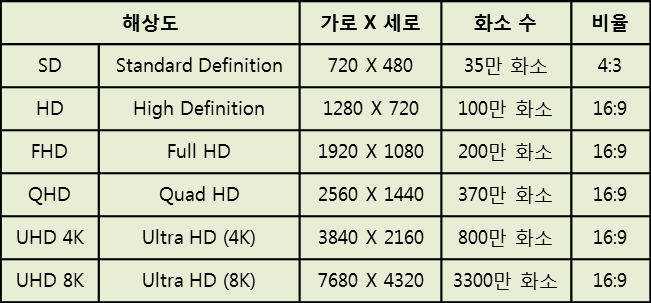 해상도 가로 X 세로 화소 수 비율
SD Standard Definition 720 X 480 35만 화소 4:3
HD High Definition 1280 X 720 100만 화소 16:9
FHD Full HD 1920 X 1080 200만 화소 16:9
QHD Quad HD 2560 X 1440 370만 화소 16:9
UHD 4K Ultra HD (4K) 3840 X 2160 800만 화소 16:9
UHD 8K Ultra HD (8K) 7680 X 4320 3300만 화소 16:9